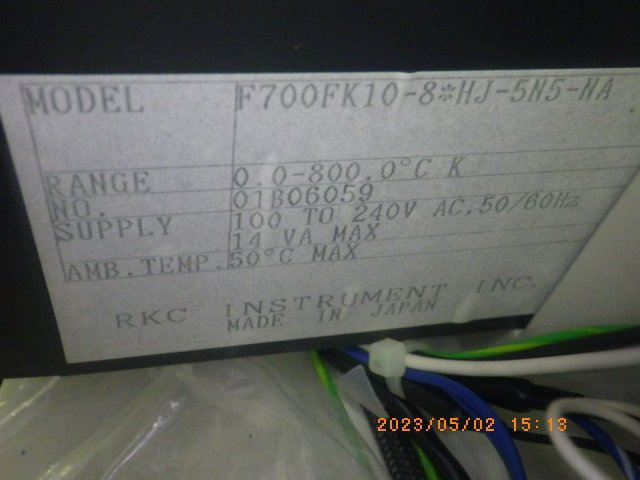 MODEL F700FK10-8*HJ-5N5-NA
RANGE 0.0-800.0°C K
NO. 01B06059
SUPPLY 100 TO 240V AC,50/60Hz
14 VA MAX
AMB.TEMP. 50°C MAX
RKC INSTRUMENT INC.
MADE IN JAPAN
2023/05/02 15:13